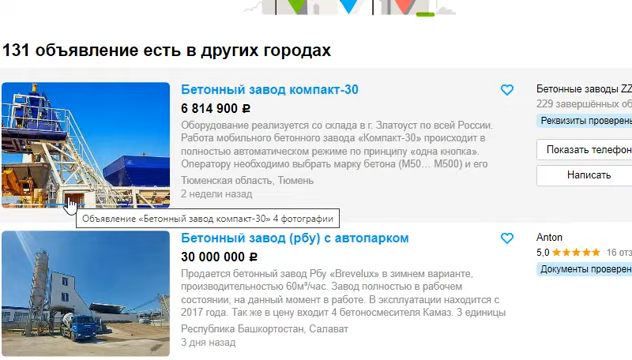 131 объявление есть в других городах
Бетонный завод компакт-30
6 814 900 ₽
Оборудование реализуется со склада в г. Златоуст по всей России.
Работа мобильного бетонного завода «Компакт-30» происходит в
полностью автоматическом режиме по принципу «одна кнопка».
Оператору необходимо выбрать марку бетона (М50… М500) и его
Тюменская область, Тюмень
2 недели назад
Бетонные заводы ZZ
229 завершённых об
Реквизиты проверены
Показать телефон
Написать
Объявление «Бетонный завод компакт-30» 4 фотографии
Бетонный завод (рбу) с автопарком
30 000 000 ₽
Продается бетонный завод Рбу «Brevelux» в зимнем варианте,
производительностью 60м³/час. Завод полностью в рабочем
состоянии, на данный момент в работе. В эксплуатации находится с
2017 года. Так же в цену входит 4 бетоносмесителя Камаз. 3 единицы
Республика Башкортостан, Салават
3 дня назад
Anton
5,0 16 отз
Документы проверен